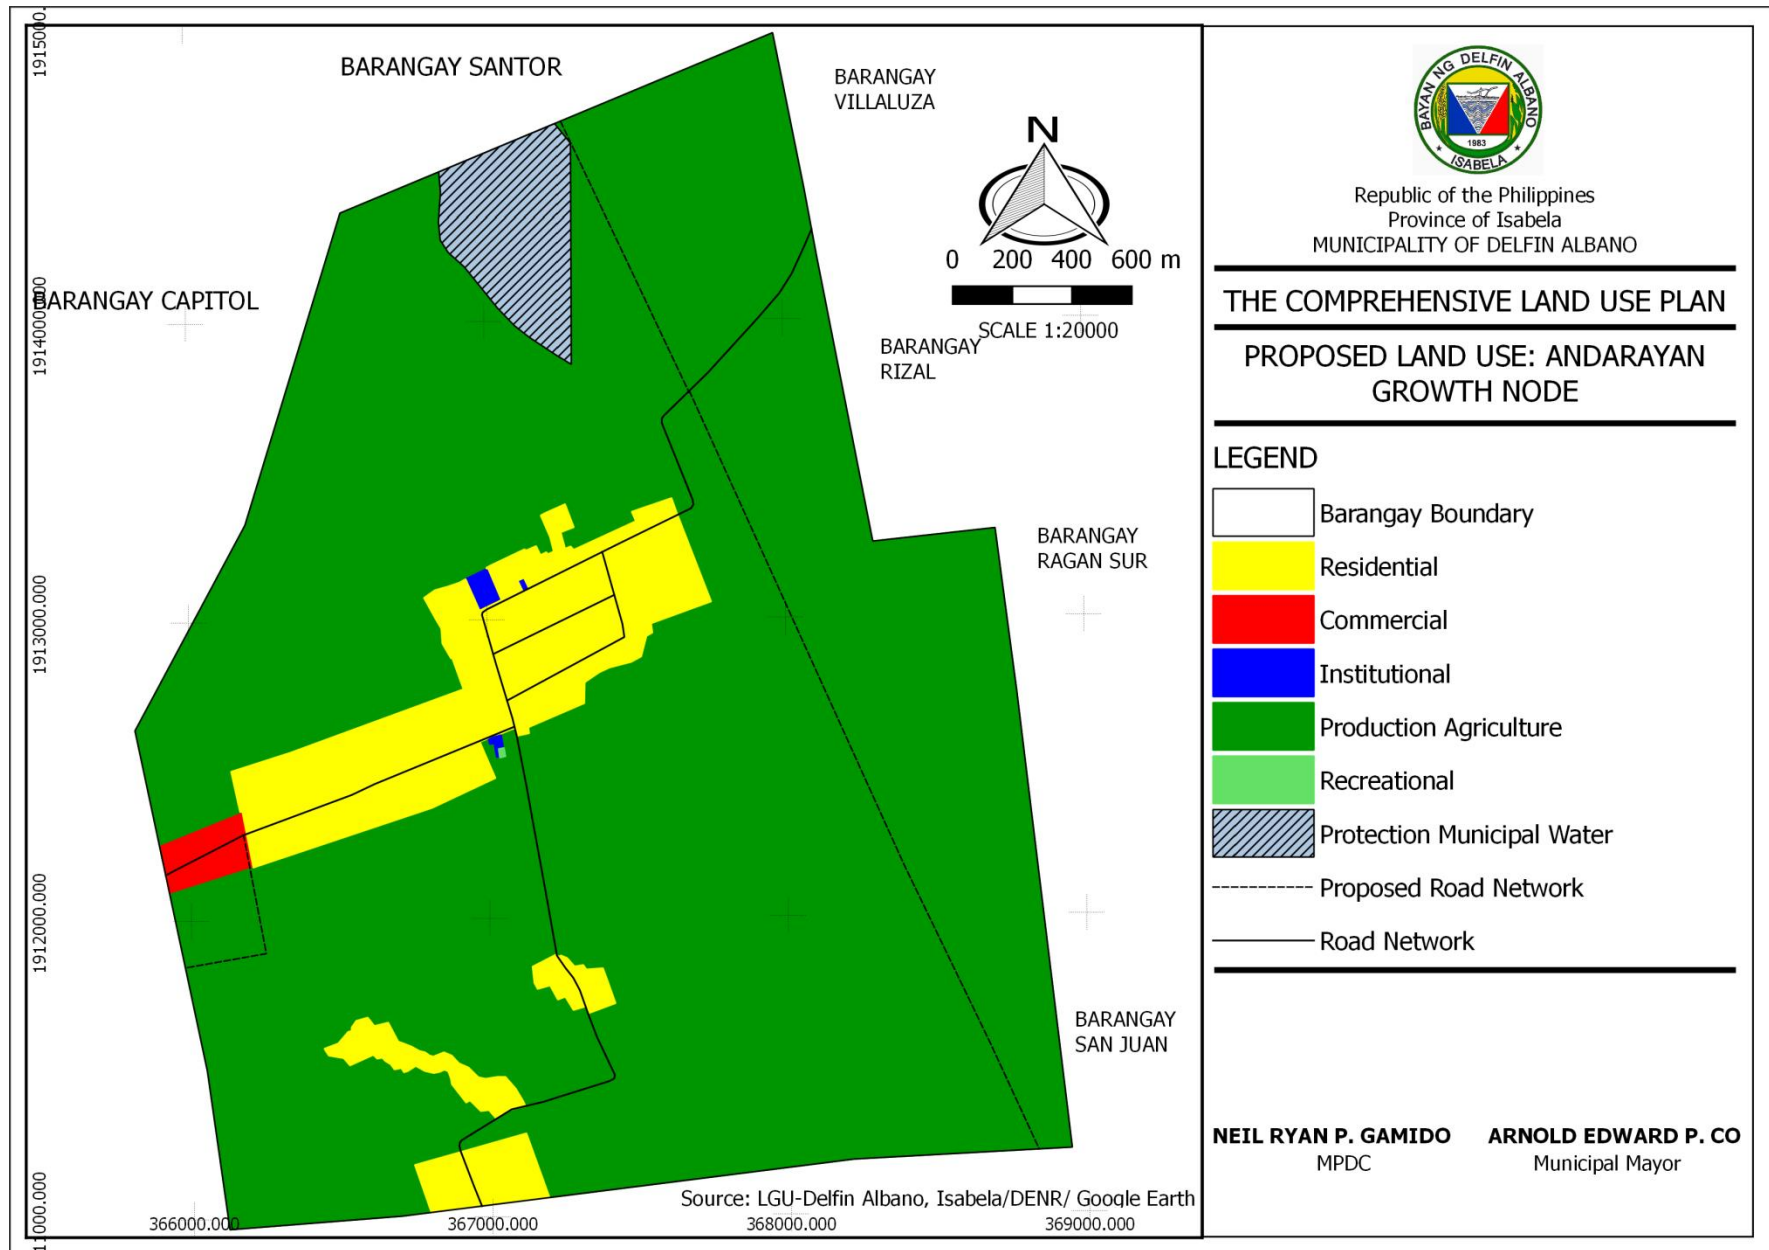 BARANGAY SANTOR
BARANGAY
VILLALUZA
N
0 200 400 600 m
SCALE 1:20000
BARANGAY CAPITOL
BARANGAY
RIZAL
BARANGAY
RAGAN SUR
BARANGAY
SAN JUAN
Source: LGU-Delfin Albano, Isabela/DENR/ Google Earth
366000.000 367000.000 368000.000 369000.000
1914000.000
1913000.000
1912000.000
BAYAN NG DELFIN ALBANO
1983
ISABELA
Republic of the Philippines
Province of Isabela
MUNICIPALITY OF DELFIN ALBANO
THE COMPREHENSIVE LAND USE PLAN
PROPOSED LAND USE: ANDARAYAN
GROWTH NODE
LEGEND
Barangay Boundary
Residential
Commercial
Institutional
Production Agriculture
Recreational
Protection Municipal Water
Proposed Road Network
Road Network
NEIL RYAN P. GAMIDO ARNOLD EDWARD P. CO
MPDC Municipal Mayor